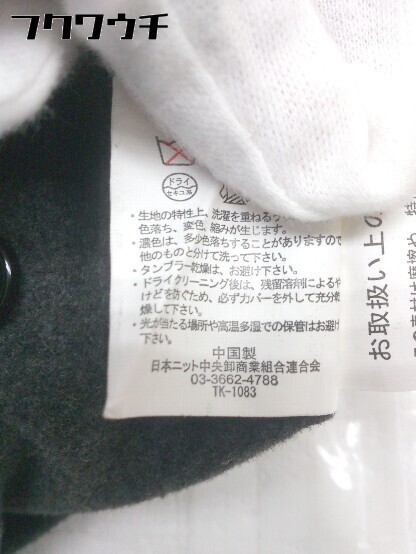 フクワウチ
ドライ
セキユ系
・生地の特性上、洗濯を重ねるう
色落ち、変色、縮みが生じます。
・濃色は、多少色落ちすることがありますので
他のものと分けて洗って下さい。
・タンブラー乾燥は、お避け下さい。
・ドライクリーニング後は、残留溶剤によるや
けどを防ぐため、必ずカバーを外して充分乾
燥して下さい。
・光が当たる場所や高温多湿での保管はお避け
下さい。
中国製
日本ニット中央卸商業組合連合会
03-3662-4788
TK-1083
お取扱い上の